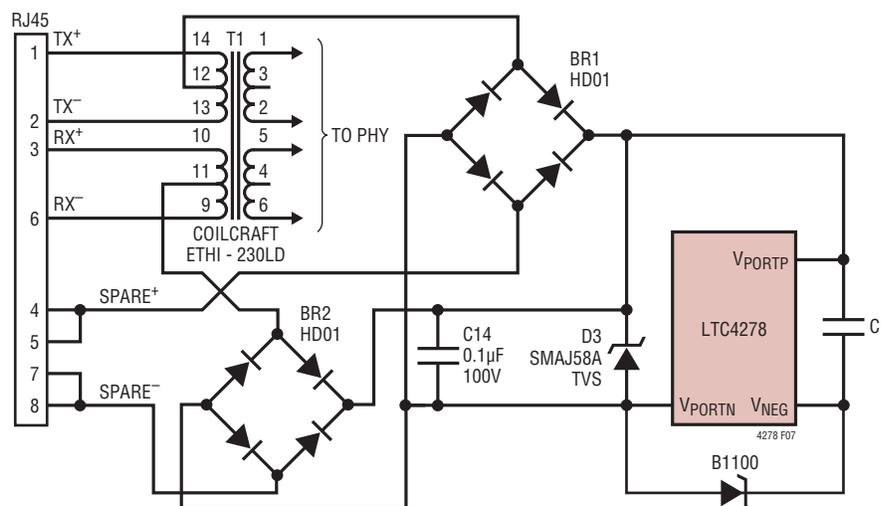 RJ45
1
TX+
2
TX−
3
RX+
6
RX−
4
5
SPARE+
7
8
SPARE−
14 T1 1
12 3
13 2
10 5
11 4
9 6
TO PHY
COILCRAFT
ETHI - 230LD
BR1
HD01
BR2
HD01
C14
0.1µF
100V
D3
SMAJ58A
TVS
VPORTP
LTC4278
VPORTN VNEG
4278 F07
C
B1100